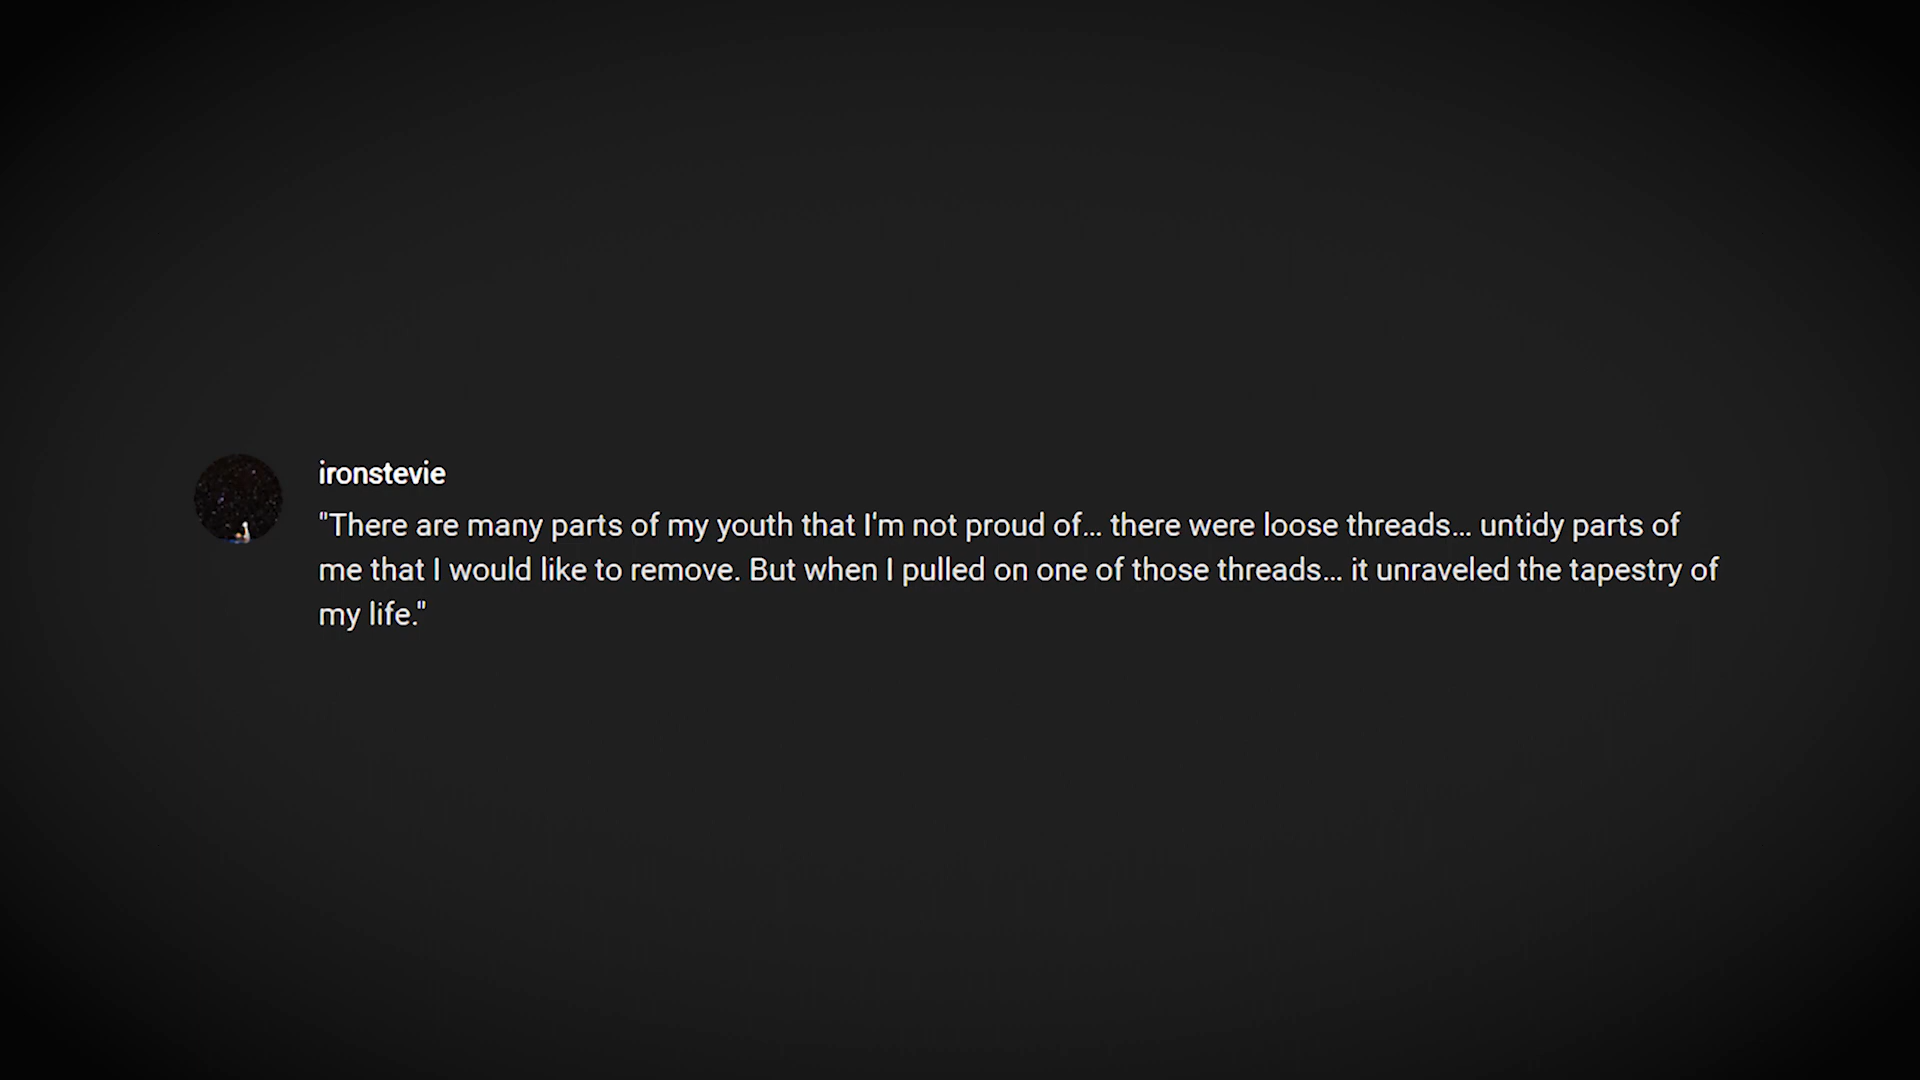 ironstevie
"There are many parts of my youth that I'm not proud of... there were loose threads... untidy parts of
me that I would like to remove. But when I pulled on one of those threads... it unraveled the tapestry of
my life."